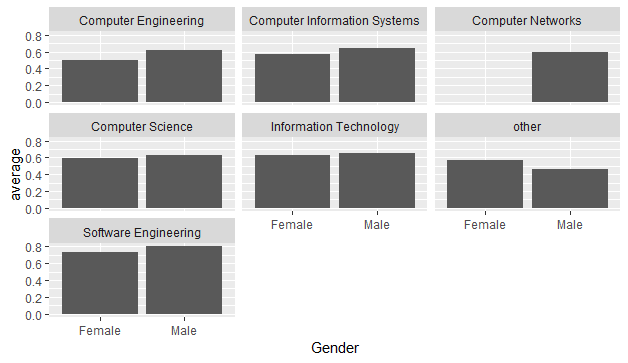 Computer Engineering
Computer Information Systems
Computer Networks
0.8
0.6
0.4
0.2
0.0
Computer Science
Information Technology
other
0.8
0.6
0.4
0.2
0.0
Female
Male
Female
Male
Software Engineering
0.8
0.6
0.4
0.2
0.0
Female
Male
average
Gender